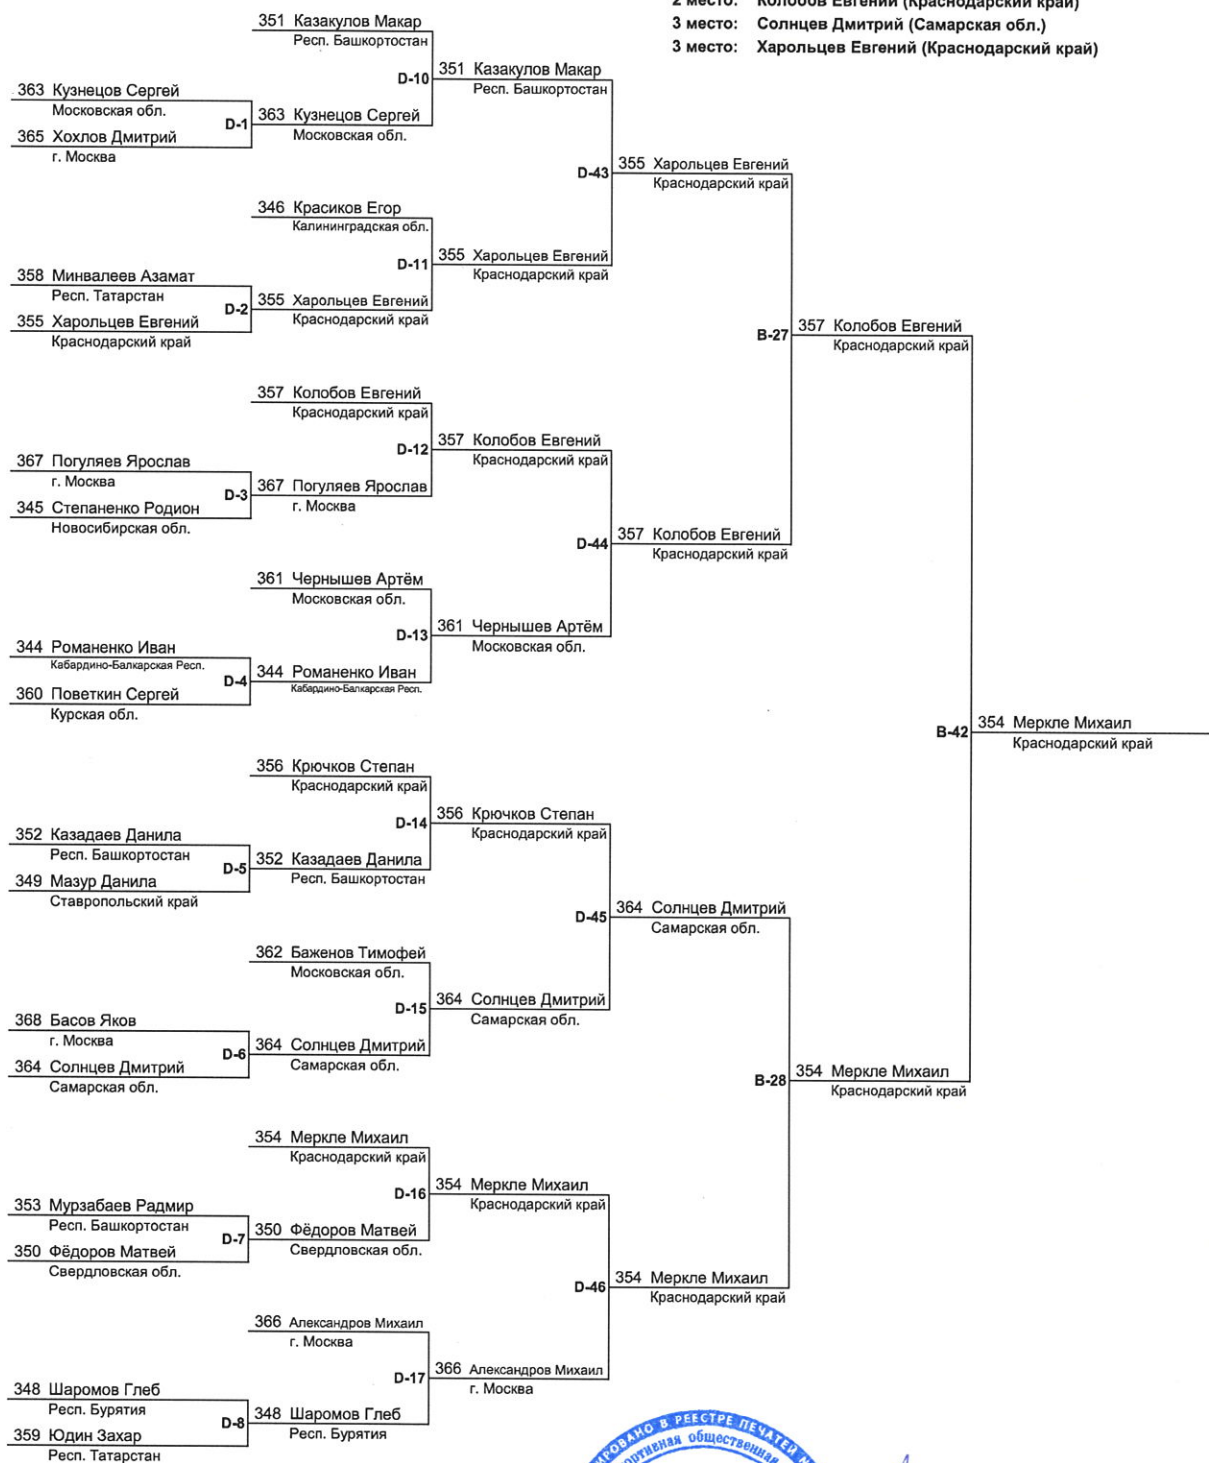 2 место: Колобов Евгений (Краснодарский край)
3 место: Солнцев Дмитрий (Самарская обл.)
3 место: Харольцев Евгений (Краснодарский край)
351 Казакулов Макар
Респ. Башкортостан
D-10
351 Казакулов Макар
Респ. Башкортостан
363 Кузнецов Сергей
Московская обл.
D-1
363 Кузнецов Сергей
Московская обл.
365 Хохлов Дмитрий
г. Москва
D-43
355 Харольцев Евгений
Краснодарский край
346 Красиков Егор
Калининградская обл.
D-11
355 Харольцев Евгений
Краснодарский край
358 Минвалеев Азамат
Респ. Татарстан
D-2
355 Харольцев Евгений
Краснодарский край
355 Харольцев Евгений
Краснодарский край
B-27
357 Колобов Евгений
Краснодарский край
357 Колобов Евгений
Краснодарский край
D-12
357 Колобов Евгений
Краснодарский край
367 Погуляев Ярослав
г. Москва
D-3
367 Погуляев Ярослав
г. Москва
345 Степаненко Родион
Новосибирская обл.
D-44
357 Колобов Евгений
Краснодарский край
361 Чернышев Артём
Московская обл.
D-13
361 Чернышев Артём
Московская обл.
344 Романенко Иван
Кабардино-Балкарская Респ.
D-4
344 Романенко Иван
Кабардино-Балкарская Респ.
360 Поветкин Сергей
Курская обл.
B-42
354 Меркле Михаил
Краснодарский край
356 Крючков Степан
Краснодарский край
D-14
356 Крючков Степан
Краснодарский край
352 Казадаев Данила
Респ. Башкортостан
D-5
352 Казадаев Данила
Респ. Башкортостан
349 Мазур Данила
Ставропольский край
D-45
364 Солнцев Дмитрий
Самарская обл.
362 Баженов Тимофей
Московская обл.
D-15
364 Солнцев Дмитрий
Самарская обл.
368 Басов Яков
г. Москва
D-6
364 Солнцев Дмитрий
Самарская обл.
364 Солнцев Дмитрий
Самарская обл.
B-28
354 Меркле Михаил
Краснодарский край
354 Меркле Михаил
Краснодарский край
D-16
354 Меркле Михаил
Краснодарский край
353 Мурзабаев Радмир
Респ. Башкортостан
D-7
350 Фёдоров Матвей
Свердловская обл.
350 Фёдоров Матвей
Свердловская обл.
D-46
354 Меркле Михаил
Краснодарский край
366 Александров Михаил
г. Москва
D-17
366 Александров Михаил
г. Москва
348 Шаромов Глеб
Респ. Бурятия
D-8
348 Шаромов Глеб
Респ. Бурятия
359 Юдин Захар
Респ. Татарстан
В РЕЕСТРЕ ПЕЧАТЕЙ
общественная